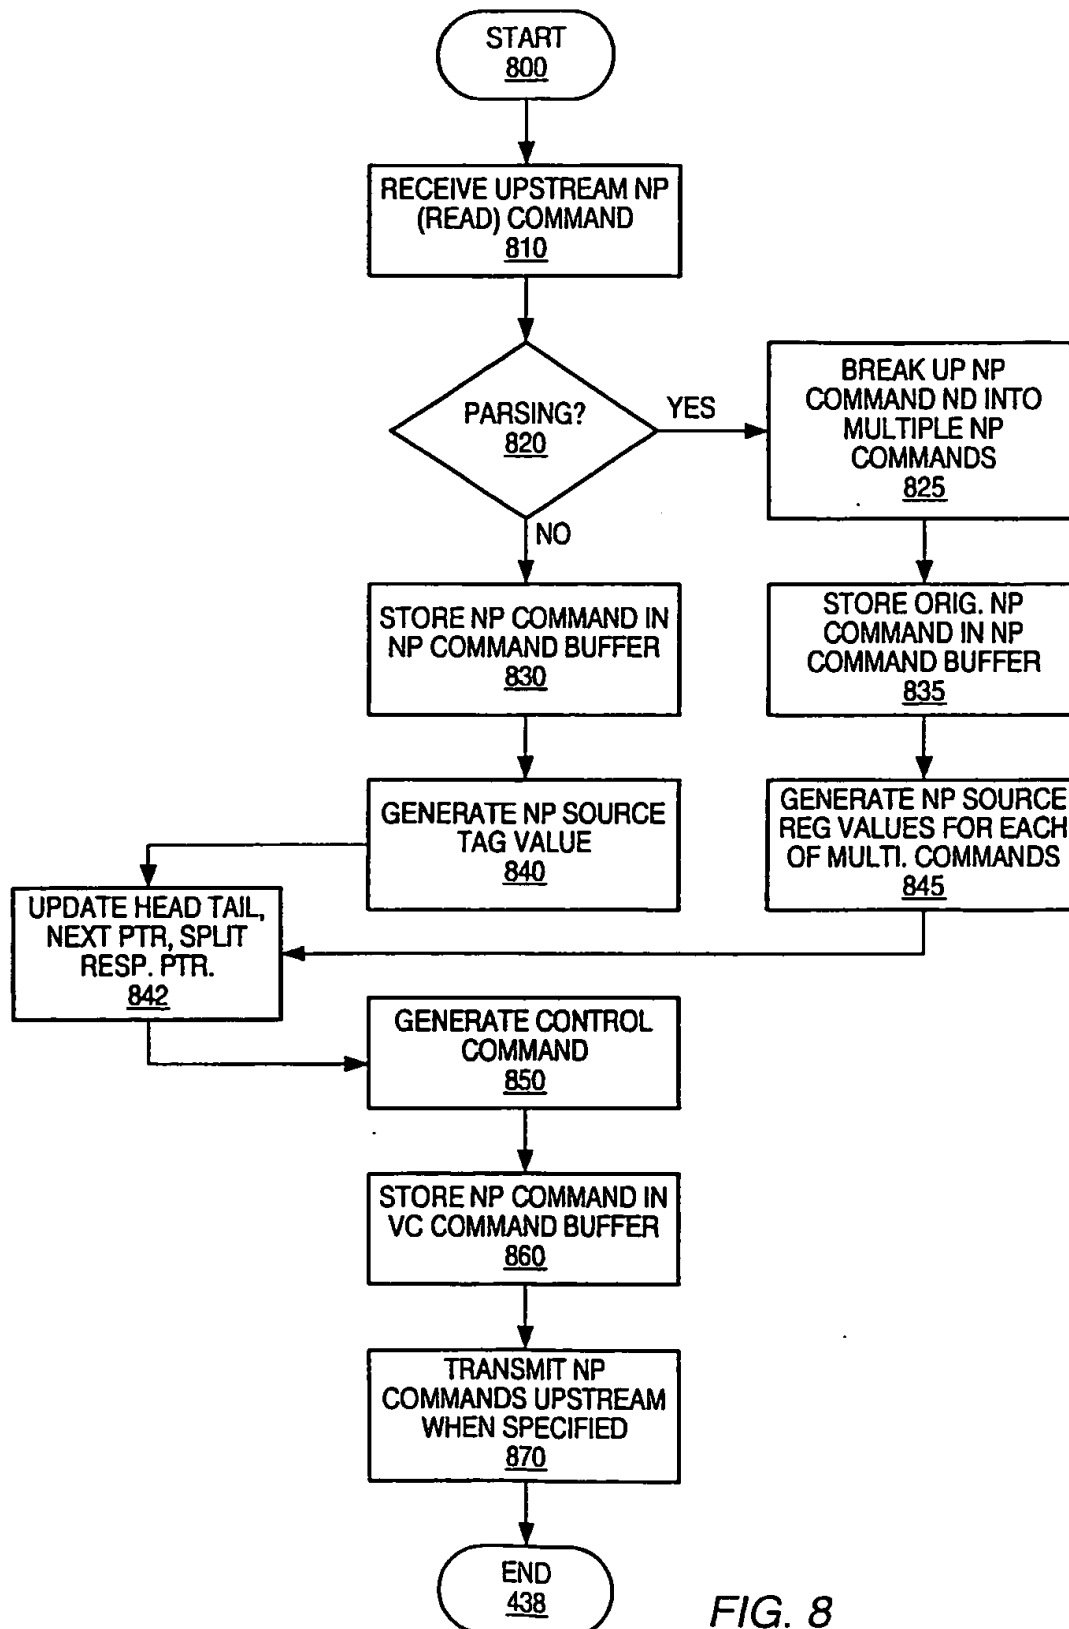 START
800
RECEIVE UPSTREAM NP
(READ) COMMAND
810
PARSING?
820
YES
NO
BREAK UP NP
COMMAND ND INTO
MULTIPLE NP
COMMANDS
825
STORE NP COMMAND IN
NP COMMAND BUFFER
830
STORE ORIG. NP
COMMAND IN NP
COMMAND BUFFER
835
GENERATE NP SOURCE
TAG VALUE
840
GENERATE NP SOURCE
REG VALUES FOR EACH
OF MULTI. COMMANDS
845
UPDATE HEAD TAIL,
NEXT PTR, SPLIT
RESP. PTR.
842
GENERATE CONTROL
COMMAND
850
STORE NP COMMAND IN
VC COMMAND BUFFER
860
TRANSMIT NP
COMMANDS UPSTREAM
WHEN SPECIFIED
870
END
438
FIG. 8